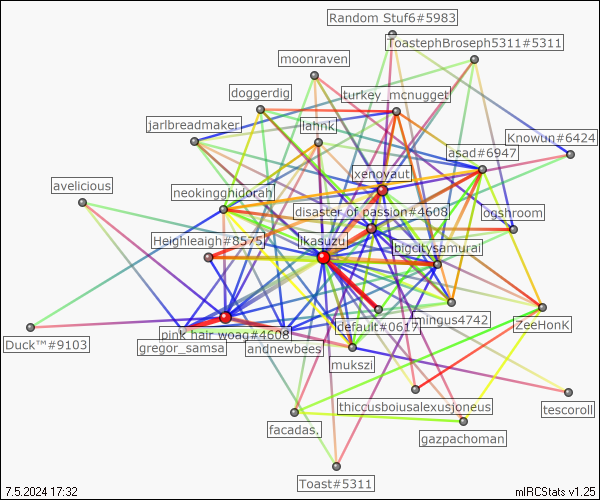 Random Stuf6#5983
ToastephBroseph5311#5311
moonraven
doggerdig
turkey_mcnugget
jarlbreadmaker
lahnk
Knowun#6424
asad#6947
xenoyaut
avelicious
neokingghidorah
disaster of passion#4608
ogshroom
Heighleaigh#8575
lkasuzu
bigcitysamurai
default#0617
mingus4742
ZeeHonK
pink hair woag#4608
Duck™#9103
gregor_samsa
andnewbees
mukszi
thiccusboiusalexusjoneus
tescoroll
facadas.
gazpachoman
Toast#5311
7.5.2024 17:32
mIRCStats v1.25